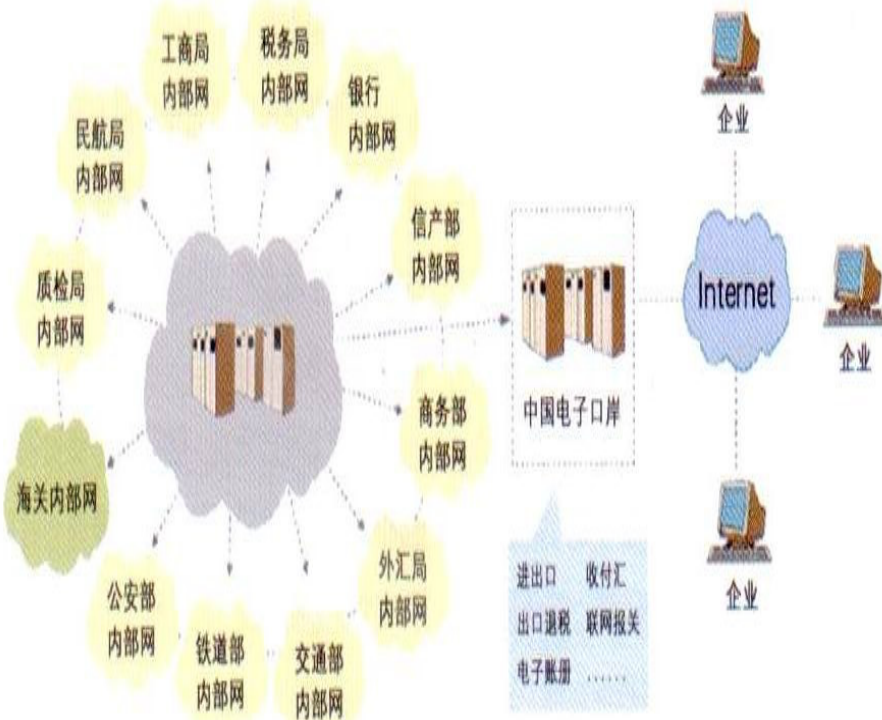 工商局
内部网
税务局
内部网
银行
内部网
民航局
内部网
信产部
内部网
质检局
内部网
商务部
内部网
海关内部网
外汇局
内部网
公安部
内部网
铁道部
内部网
交通部
内部网
中国电子口岸
Internet
企业
企业
企业
进出口 收付汇
出口退税 联网报关
电子账册 ......